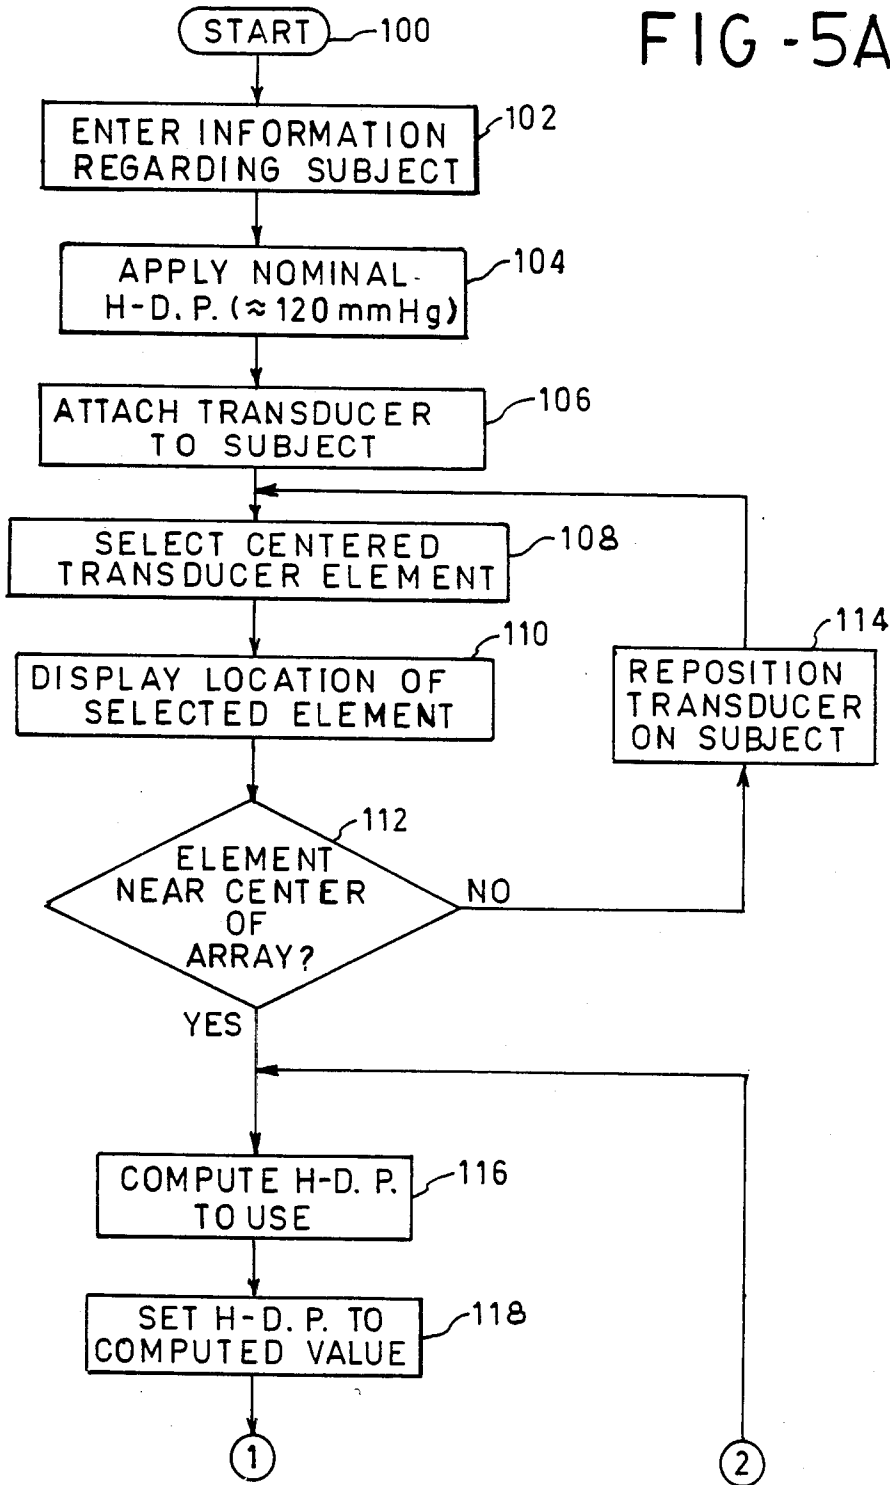 FIG-5A
START
100
ENTER INFORMATION
REGARDING SUBJECT
102
APPLY NOMINAL-
H-D.P. (≈120mmHg)
104
ATTACH TRANSDUCER
TO SUBJECT
106
SELECT CENTERED
TRANSDUCER ELEMENT
108
DISPLAY LOCATION OF
SELECTED ELEMENT
110
REPOSITION
TRANSDUCER
ON SUBJECT
114
ELEMENT
NEAR CENTER
OF
ARRAY?
112
NO
YES
COMPUTE H-D.P.
TO USE
116
SET H-D.P. TO
COMPUTED VALUE
118
1
2